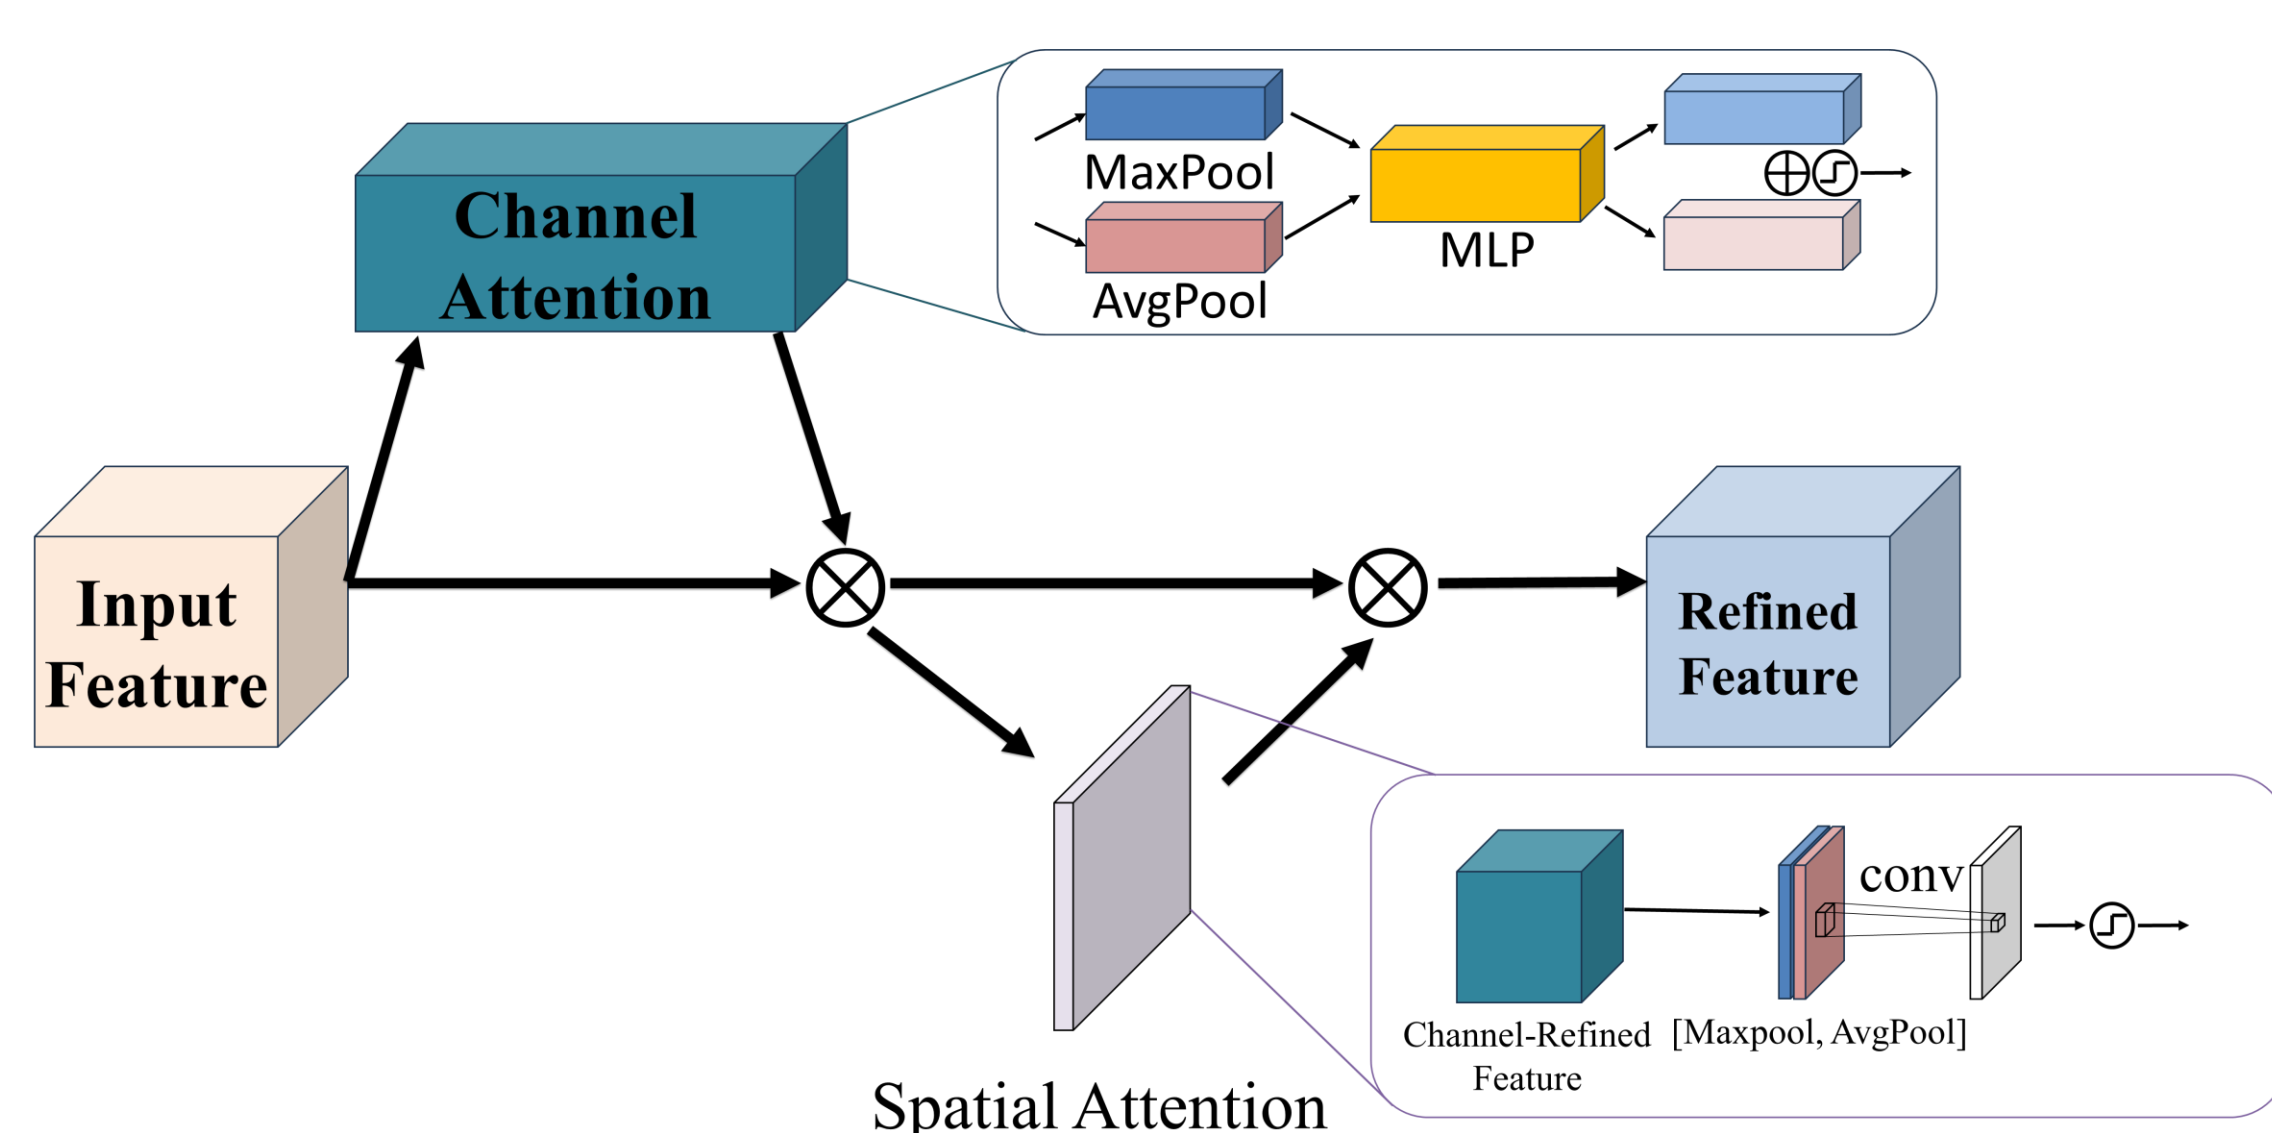 MaxPool
AvgPool
MLP
Channel
Attention
Input
Feature
Refined
Feature
conv
Channel-Refined
Feature
[Maxpool, AvgPool]
Spatial Attention